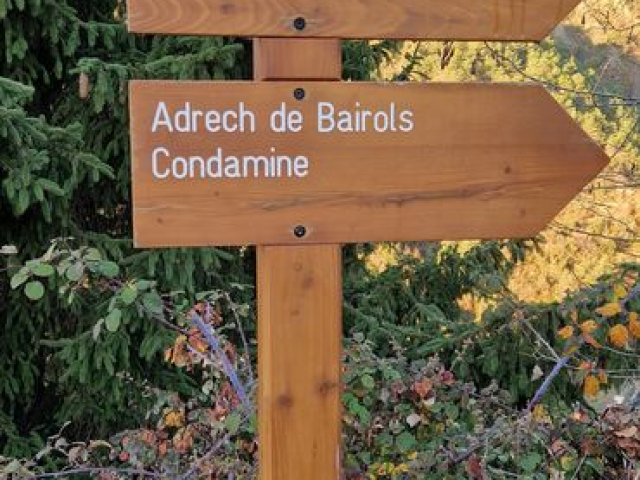 Adrech de Bairols
Condamine